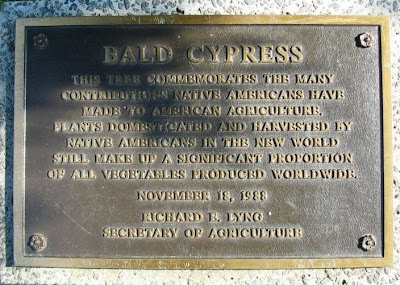 BALD CYPRESS
THIS TREE COMMEMORATES THE MANY
CONTRIBUTIONS NATIVE AMERICANS HAVE
MADE TO AMERICAN AGRICULTURE.
PLANTS DOMESTICATED AND HARVESTED BY
NATIVE AMERICANS IN THE NEW WORLD
STILL MAKE UP A SIGNIFICANT PROPORTION
OF ALL VEGETABLES PRODUCED WORLDWIDE.
NOVEMBER 18, 1988
RICHARD E. LYNG
SECRETARY OF AGRICULTURE